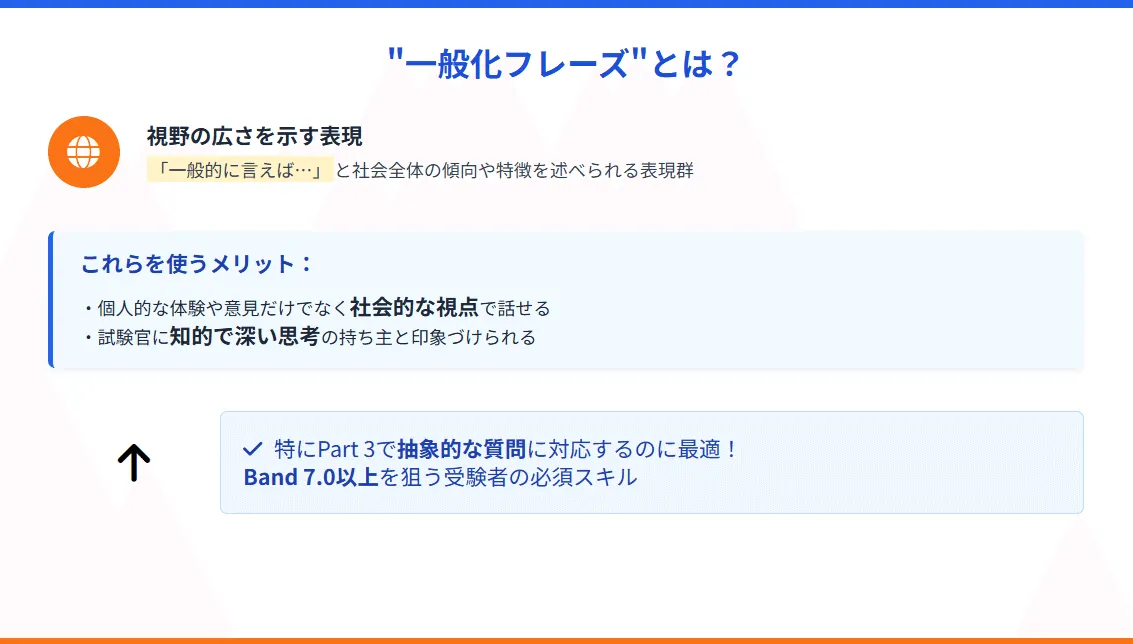 "一般化フレーズ"とは？
視野の広さを示す表現
「一般的に言えば…」と社会全体の傾向や特徴を述べられる表現群
これらを使うメリット：
・個人的な体験や意見だけでなく社会的な視点で話せる
・試験官に知的で深い思考の持ち主と印象づけられる
特にPart 3で抽象的な質問に対応するのに最適！
Band 7.0以上を狙う受験者の必須スキル